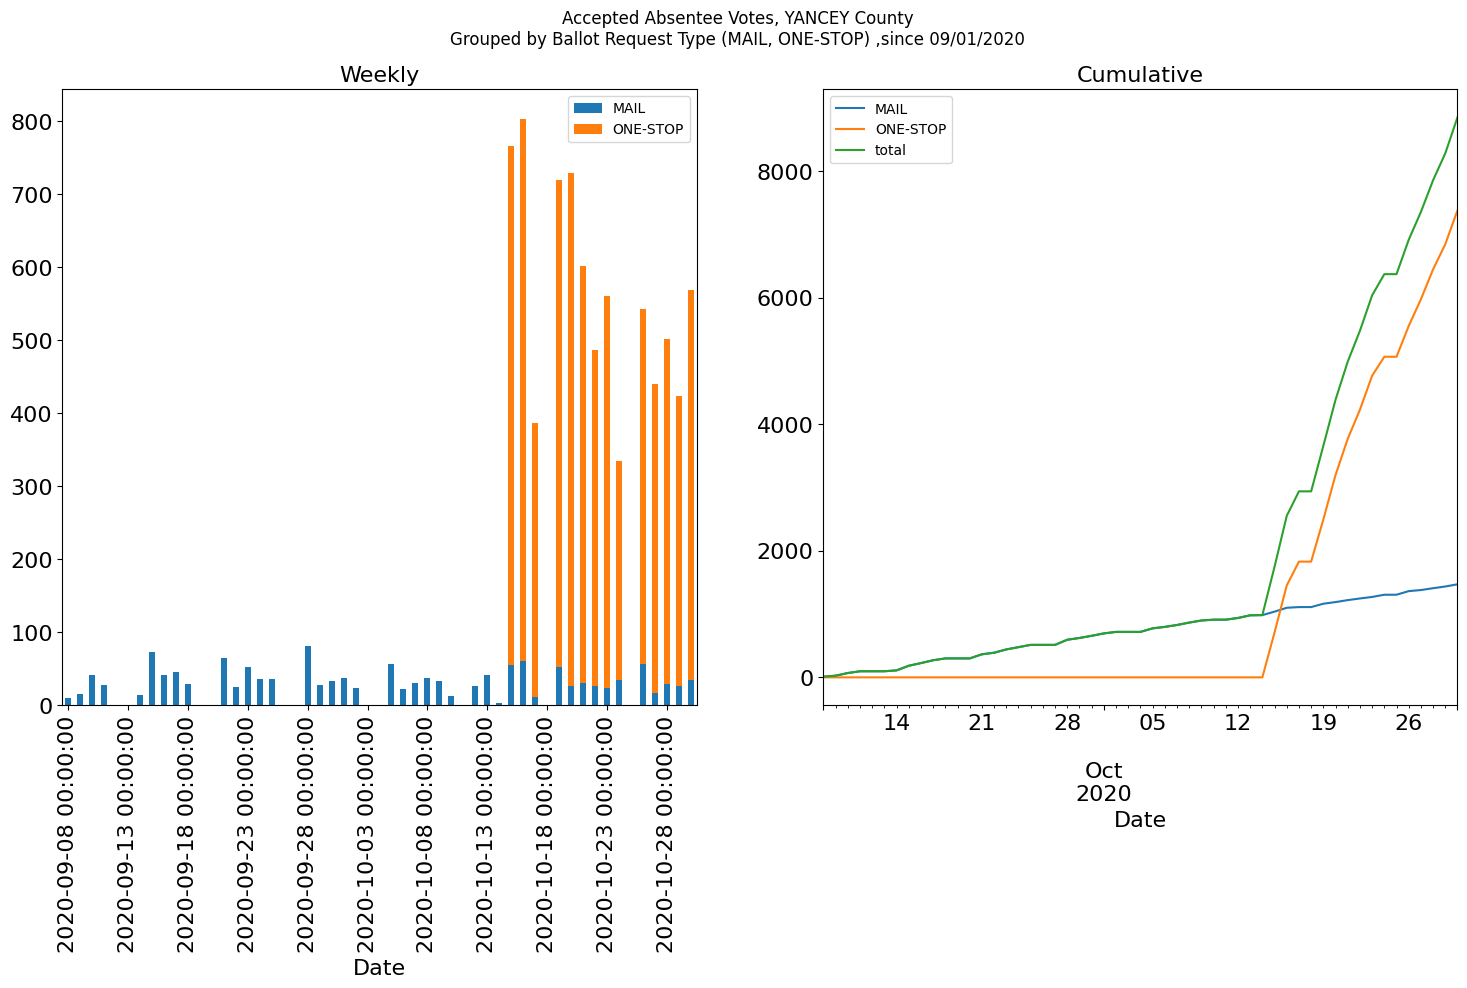 Accepted Absentee Votes, YANCEY County
Grouped by Ballot Request Type (MAIL, ONE-STOP) ,since 09/01/2020
Weekly
MAIL
ONE-STOP
800
700
600
500
400
300
200
100
0
2020-09-08 00:00:00
2020-09-13 00:00:00
2020-09-18 00:00:00
2020-09-23 00:00:00
2020-09-28 00:00:00
2020-10-03 00:00:00
2020-10-08 00:00:00
2020-10-13 00:00:00
2020-10-18 00:00:00
2020-10-23 00:00:00
2020-10-28 00:00:00
Date
Cumulative
MAIL
ONE-STOP
total
8000
6000
4000
2000
0
14 21 28 05 12 19 26
Oct
2020
Date